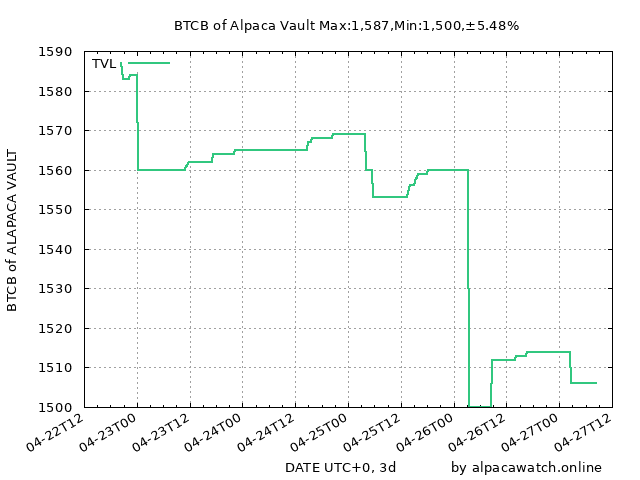 BTCB of Alpaca Vault Max:1,587,Min:1,500,±5.48%
TVL
BTCB of ALAPACA VAULT
1590
1580
1570
1560
1550
1540
1530
1520
1510
1500
04-22T12
04-23T00
04-23T12
04-24T00
04-24T12
04-25T00
04-25T12
04-26T00
04-26T12
04-27T00
04-27T12
DATE UTC+0, 3d
by alpacawatch.online